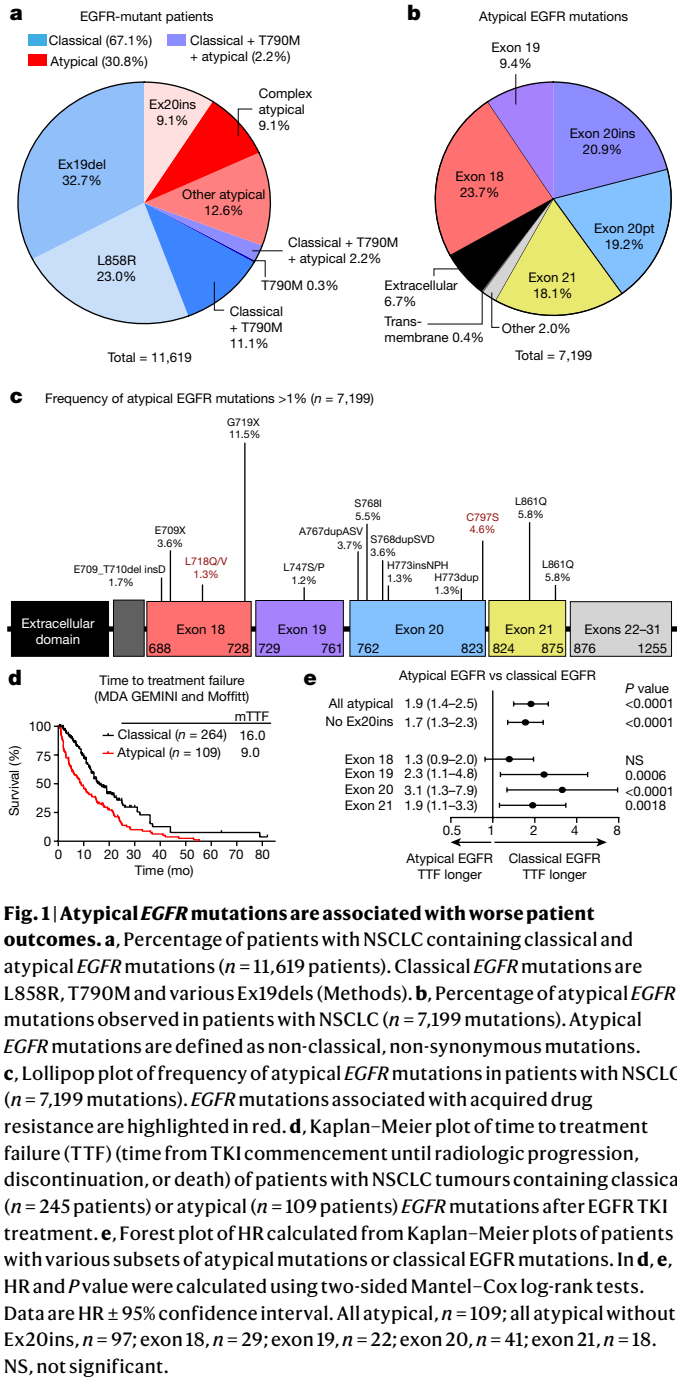 a
EGFR-mutant patients
Classical (67.1%)
Atypical (30.8%)
Classical + T790M
+ atypical (2.2%)
Ex20ins
9.1%
Complex
atypical
9.1%
Ex19del
32.7%
Other atypical
12.6%
L858R
23.0%
Classical + T790M
+ atypical 2.2%
T790M 0.3%
Classical
+ T790M
11.1%
Total = 11,619
b
Atypical EGFR mutations
Exon 19
9.4%
Exon 20ins
20.9%
Exon 18
23.7%
Exon 20pt
19.2%
Exon 21
18.1%
Extracellular
6.7%
Trans-
membrane 0.4%
Other 2.0%
Total = 7,199
c
Frequency of atypical EGFR mutations >1% (n = 7,199)
G719X
11.5%
E709X
3.6%
E709_T710del insD
1.7%
L718Q/V
1.3%
L747S/P
1.2%
A767dupASV
3.7%
S768I
5.5%
S768dupSVD
3.6%
H773insNPH
1.3%
H773dup
1.3%
C797S
4.6%
L861Q
5.8%
L861Q
5.8%
Extracellular
domain
Exon 18
688 728
Exon 19
729 761
Exon 20
762 823
Exon 21
824 875
Exons 22–31
876 1255
d
Time to treatment failure
(MDA GEMINI and Moffitt)
mTTF
Classical (n = 264) 16.0
Atypical (n = 109) 9.0
Survival (%)
100
75
50
25
0
0 10 20 30 40 50 60 70 80
Time (mo)
e
Atypical EGFR vs classical EGFR
P value
All atypical 1.9 (1.4–2.5) <0.0001
No Ex20ins 1.7 (1.3–2.3) <0.0001
Exon 18 1.3 (0.9–2.0) NS
Exon 19 2.3 (1.1–4.8) 0.0006
Exon 20 3.1 (1.3–7.9) <0.0001
Exon 21 1.9 (1.1–3.3) 0.0018
0.5 1 2 4 8
Atypical EGFR
TTF longer
Classical EGFR
TTF longer
Fig. 1 | Atypical EGFR mutations are associated with worse patient
outcomes. a, Percentage of patients with NSCLC containing classical and
atypical EGFR mutations (n = 11,619 patients). Classical EGFR mutations are
L858R, T790M and various Ex19dels (Methods). b, Percentage of atypical EGFR
mutations observed in patients with NSCLC (n = 7,199 mutations). Atypical
EGFR mutations are defined as non-classical, non-synonymous mutations.
c, Lollipop plot of frequency of atypical EGFR mutations in patients with NSCLC
(n = 7,199 mutations). EGFR mutations associated with acquired drug
resistance are highlighted in red. d, Kaplan–Meier plot of time to treatment
failure (TTF) (time from TKI commencement until radiologic progression,
discontinuation, or death) of patients with NSCLC tumours containing classica
(n = 245 patients) or atypical (n = 109 patients) EGFR mutations after EGFR TKI
treatment. e, Forest plot of HR calculated from Kaplan–Meier plots of patients
with various subsets of atypical mutations or classical EGFR mutations. In d, e,
HR and P value were calculated using two-sided Mantel–Cox log-rank tests.
Data are HR ± 95% confidence interval. All atypical, n = 109; all atypical without
Ex20ins, n = 97; exon 18, n = 29; exon 19, n = 22; exon 20, n = 41; exon 21, n = 18.
NS, not significant.